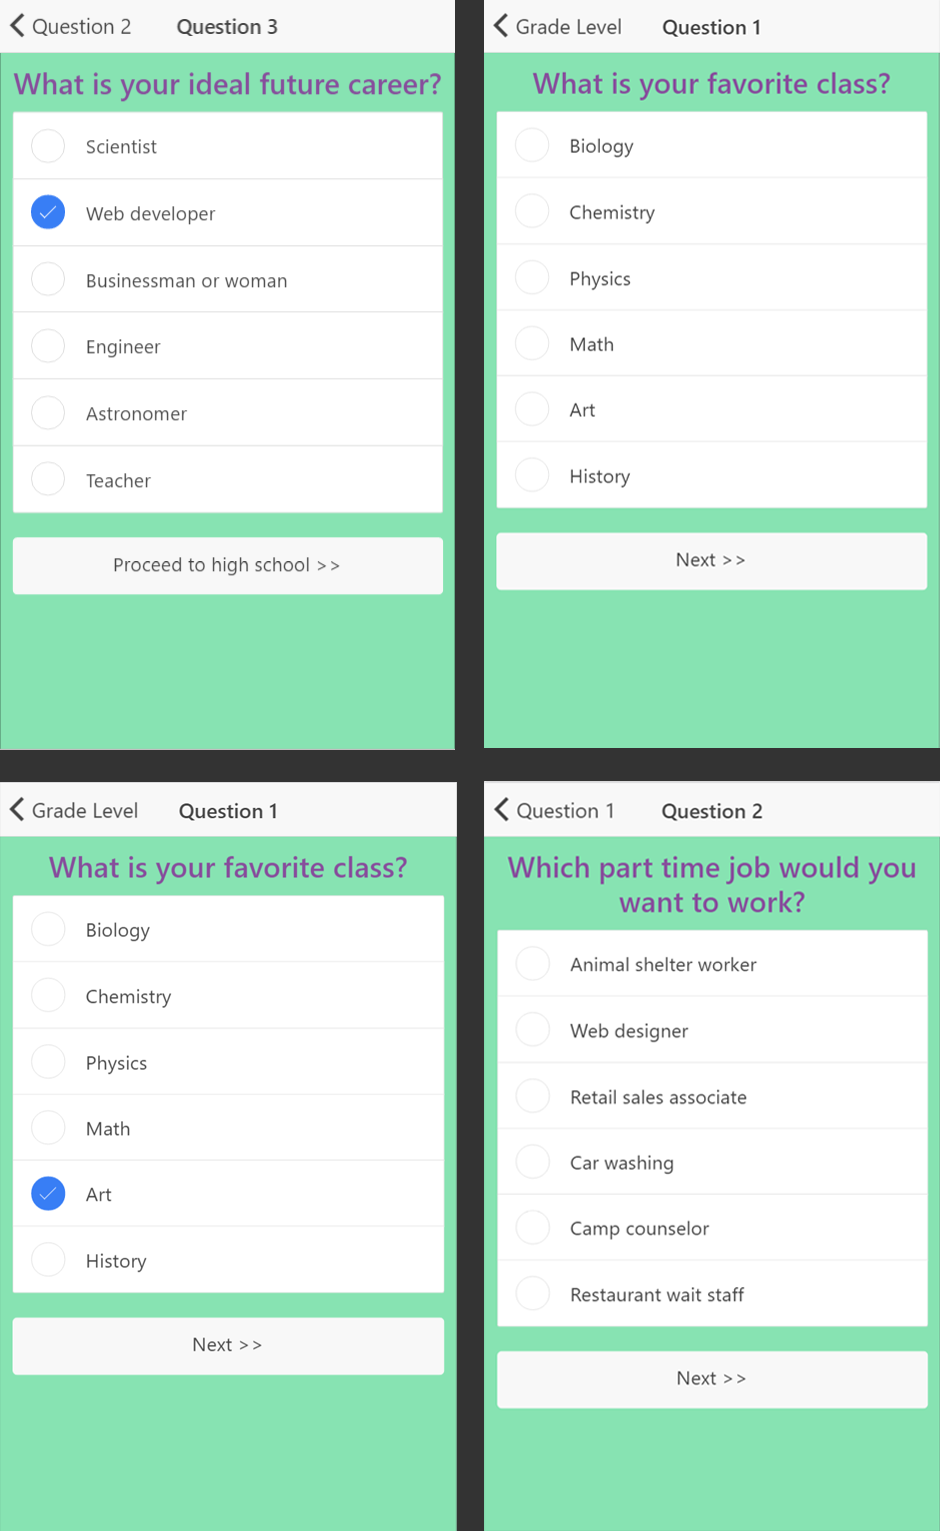 Question 2 Question 3
What is your ideal future career?
Scientist
Web developer
Businessman or woman
Engineer
Astronomer
Teacher
Proceed to high school >>
Grade Level Question 1
What is your favorite class?
Biology
Chemistry
Physics
Math
Art
History
Next >>
Grade Level Question 1
What is your favorite class?
Biology
Chemistry
Physics
Math
Art
History
Next >>
Question 1 Question 2
Which part time job would you
want to work?
Animal shelter worker
Web designer
Retail sales associate
Car washing
Camp counselor
Restaurant wait staff
Next >>